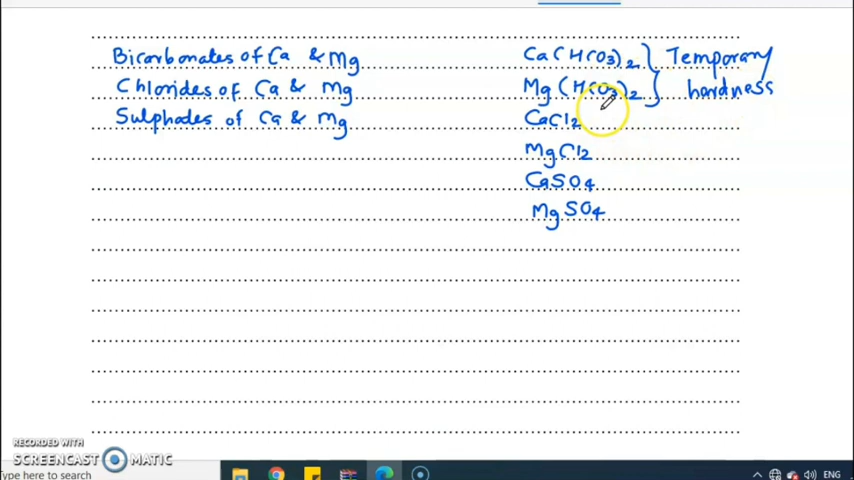 Bicarbonates of Ca & Mg
Chlorides of Ca & Mg
Sulphades of Ca & Mg
Ca(HCO3)2
Mg(HCO3)2
Temporary
hardness
CaCl2
MgCl2
CaSO4
MgSO4
RECORDED WITH
SCREENCAST MATIC
Type here to search
ENG